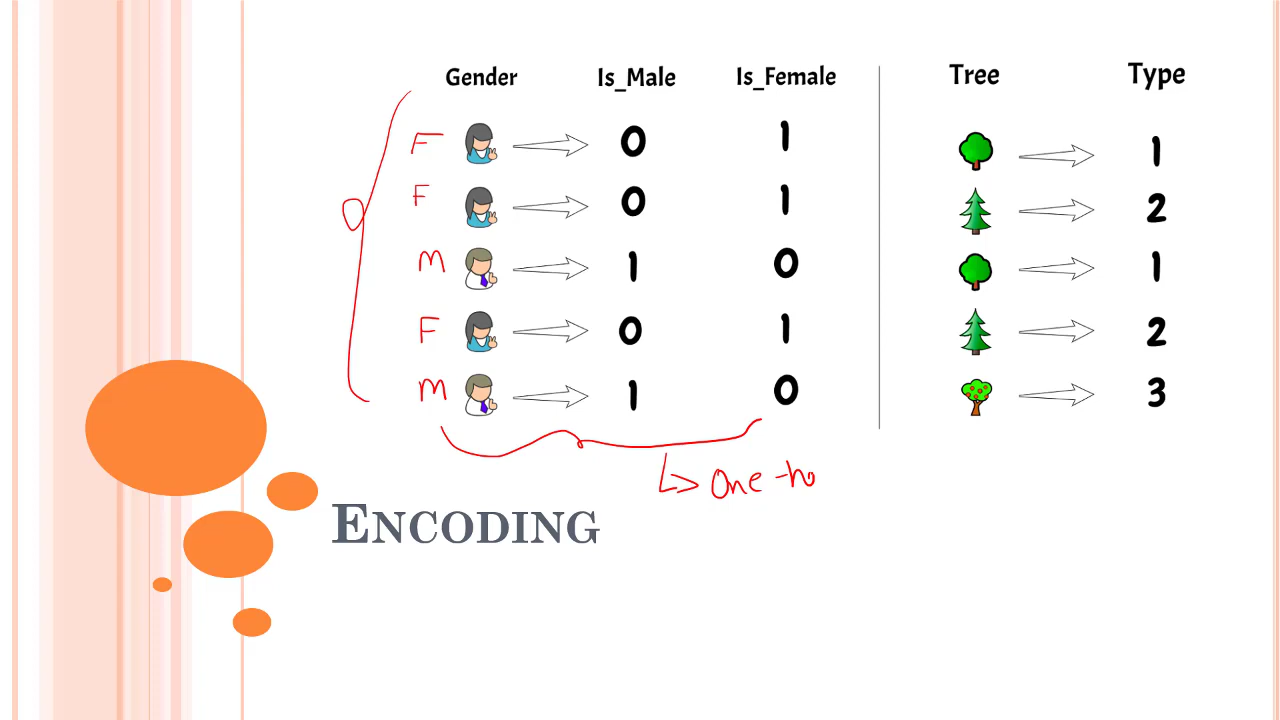 Gender Is_Male Is_Female Tree Type
F 0 1 1
F 0 1 2
M 1 0 1
F 0 1 2
M 1 0 3
One-ho
ENCODING